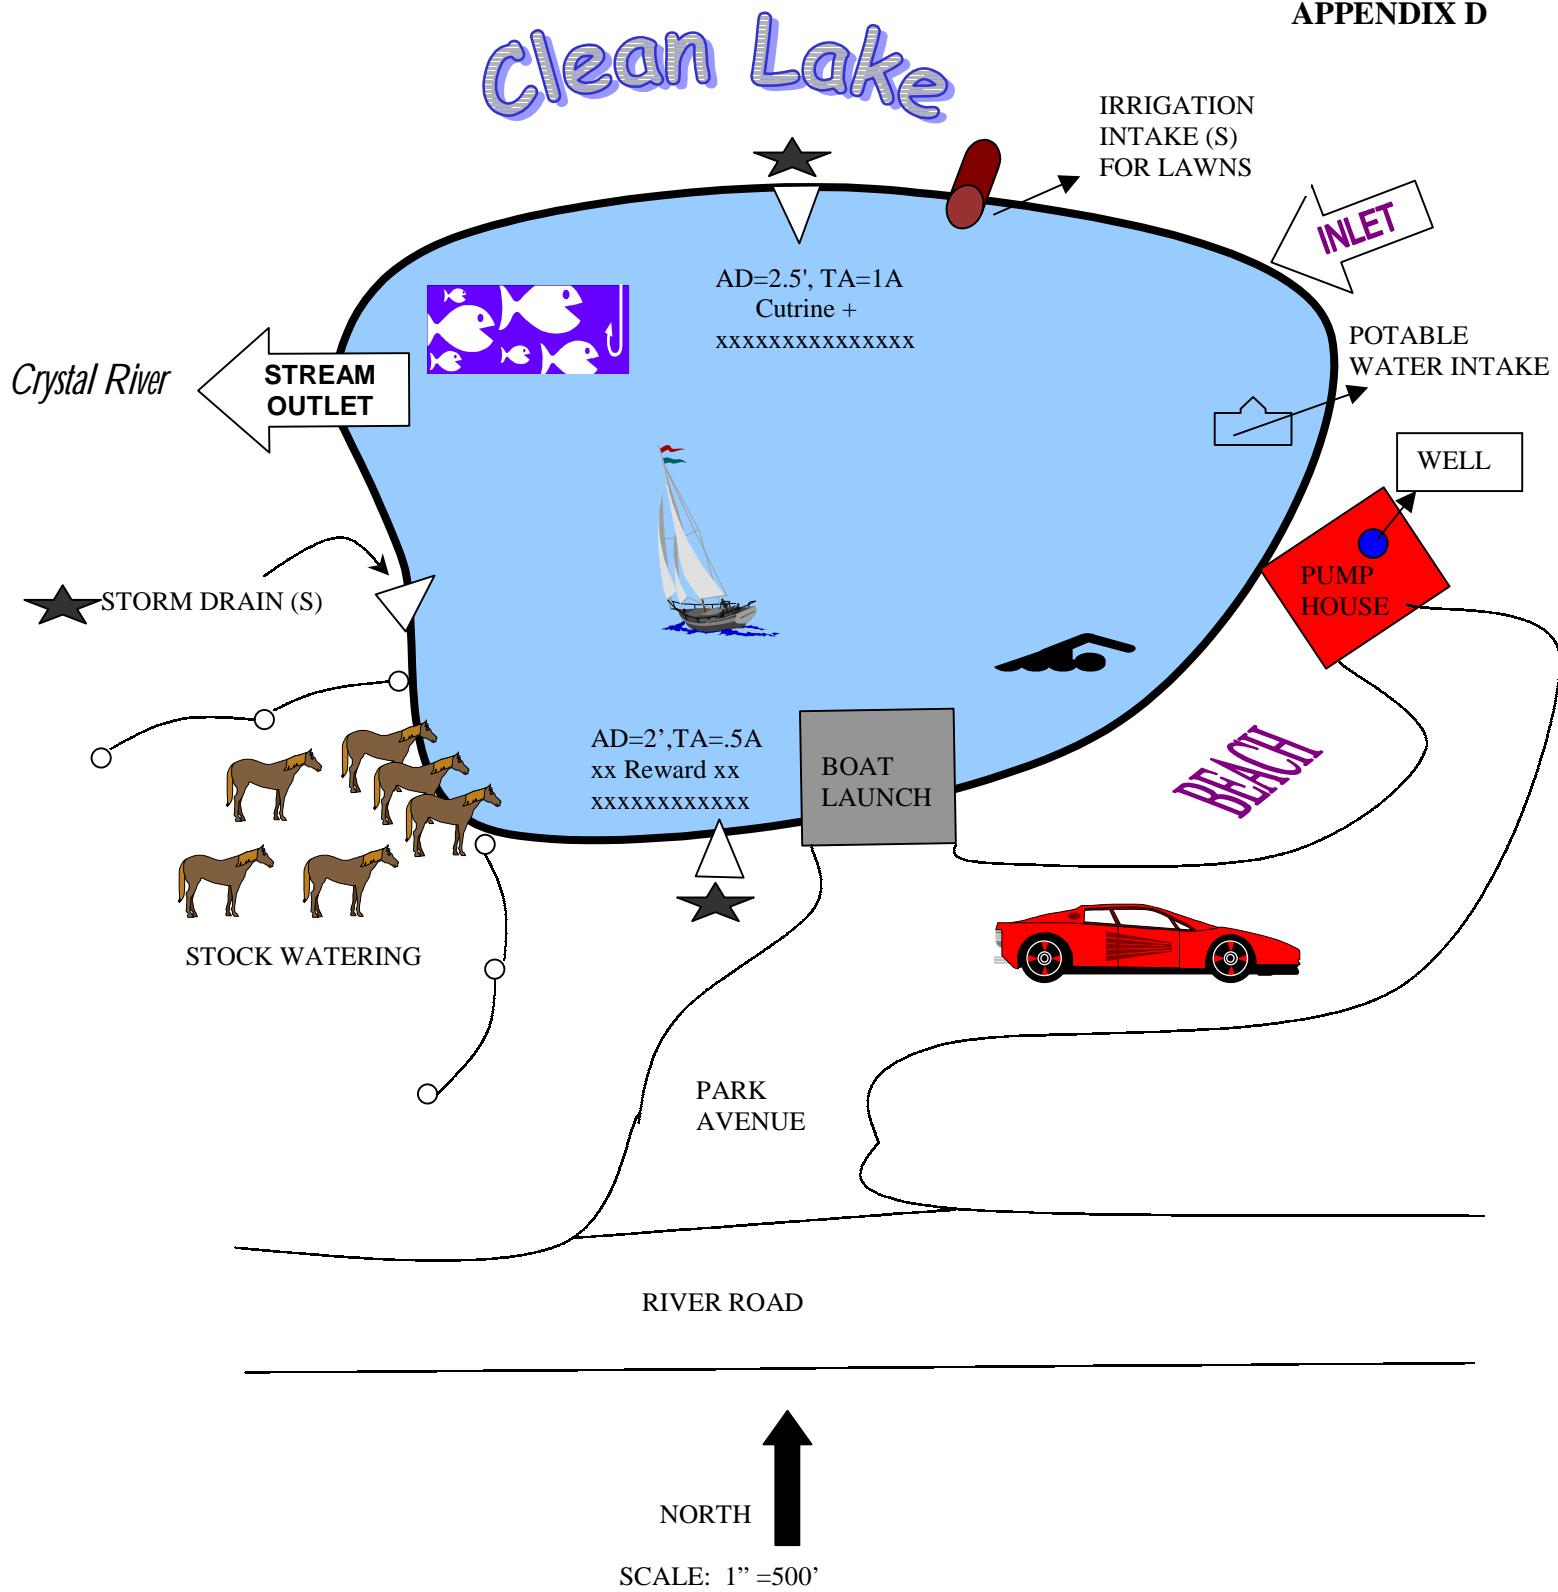 APPENDIX D
Clean Lake
IRRIGATION
INTAKE (S)
FOR LAWNS
INLET
AD=2.5', TA=1A
Cutrine +
xxxxxxxxxxxxxxx
POTABLE
WATER INTAKE
Crystal River
STREAM
OUTLET
WELL
PUMP
HOUSE
STORM DRAIN (S)
AD=2’,TA=.5A
xx Reward xx
xxxxxxxxxxxx
BOAT
LAUNCH
BEACH
STOCK WATERING
PARK
AVENUE
RIVER ROAD
NORTH
SCALE: 1” =500’